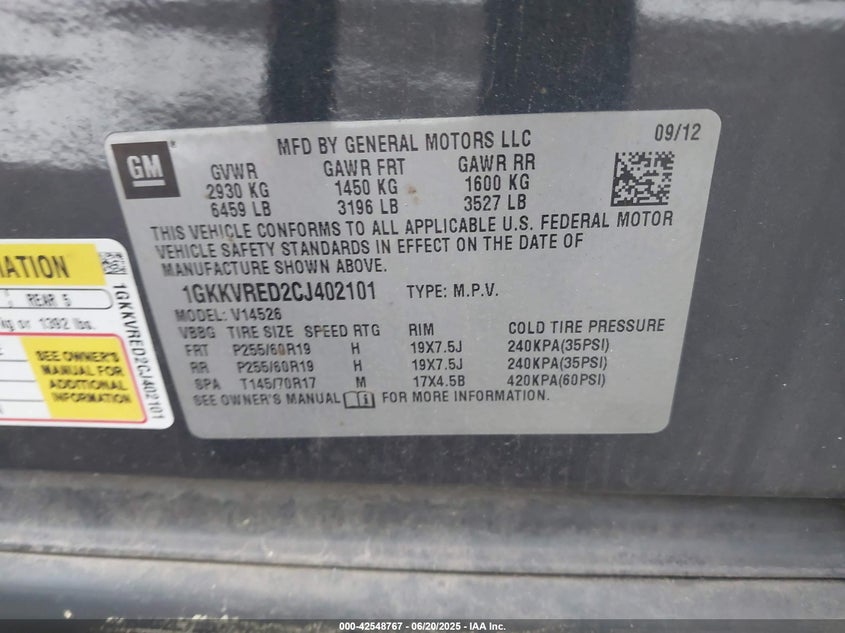 GM
MFD BY GENERAL MOTORS LLC
09/12
GVWR GAWR FRT GAWR RR
2930 KG 1450 KG 1600 KG
6459 LB 3196 LB 3527 LB
THIS VEHICLE CONFORMS TO ALL APPLICABLE U.S. FEDERAL MOTOR
VEHICLE SAFETY STANDARDS IN EFFECT ON THE DATE OF
MANUFACTURE SHOWN ABOVE.
1GKKVRED2CJ402101 TYPE: M.P.V.
MODEL: V14526
VBBG TIRE SIZE SPEED RTG RIM COLD TIRE PRESSURE
FRT P255/60R19 H 19X7.5J 240KPA(35PSI)
RR P255/60R19 H 19X7.5J 240KPA(35PSI)
SPA T145/70R17 M 17X4.5B 420KPA(60PSI)
SEE OWNER'S MANUAL FOR MORE INFORMATION.
MATION
REAR 5
kg or 1392 lbs.
SEE OWNER'S
MANUAL FOR
ADDITIONAL
INFORMATION
1GKKVRED2CJ402101
000-42548767 - 06/20/2025 - IAA Inc.